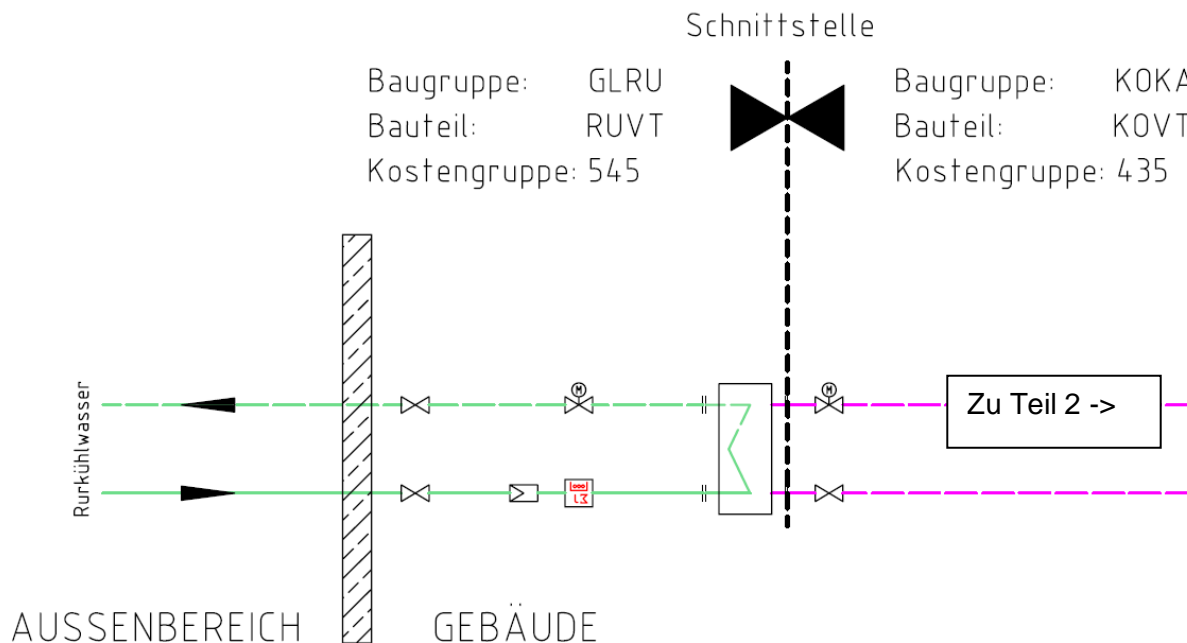 Schnittstelle
Baugruppe: GLRU
Bauteil: RUVT
Kostengruppe: 545
Baugruppe: KOKA
Bauteil: KOVT
Kostengruppe: 435
M
M
Zu Teil 2 ->
Rurkühlwasser
AUSSENBEREICH
GEBÄUDE